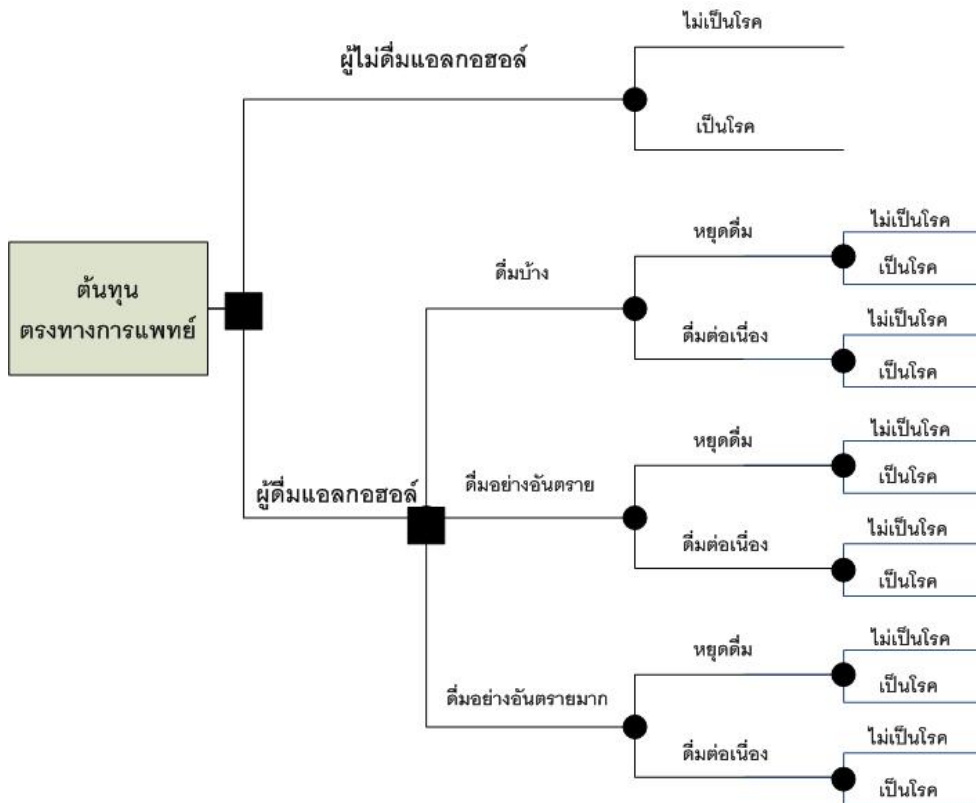 ไม่เป็นโรค
ผู้ไม่ดื่มแอลกอฮอล์
เป็นโรค
ต้นทุน
ตรงทางการแพทย์
ผู้ดื่มแอลกอฮอล์
ดื่มบ้าง
หยุดดื่ม
ไม่เป็นโรค
เป็นโรค
ดื่มต่อเนื่อง
ไม่เป็นโรค
เป็นโรค
ดื่มอย่างอันตราย
หยุดดื่ม
ไม่เป็นโรค
เป็นโรค
ดื่มต่อเนื่อง
ไม่เป็นโรค
เป็นโรค
ดื่มอย่างอันตรายมาก
หยุดดื่ม
ไม่เป็นโรค
เป็นโรค
ดื่มต่อเนื่อง
ไม่เป็นโรค
เป็นโรค